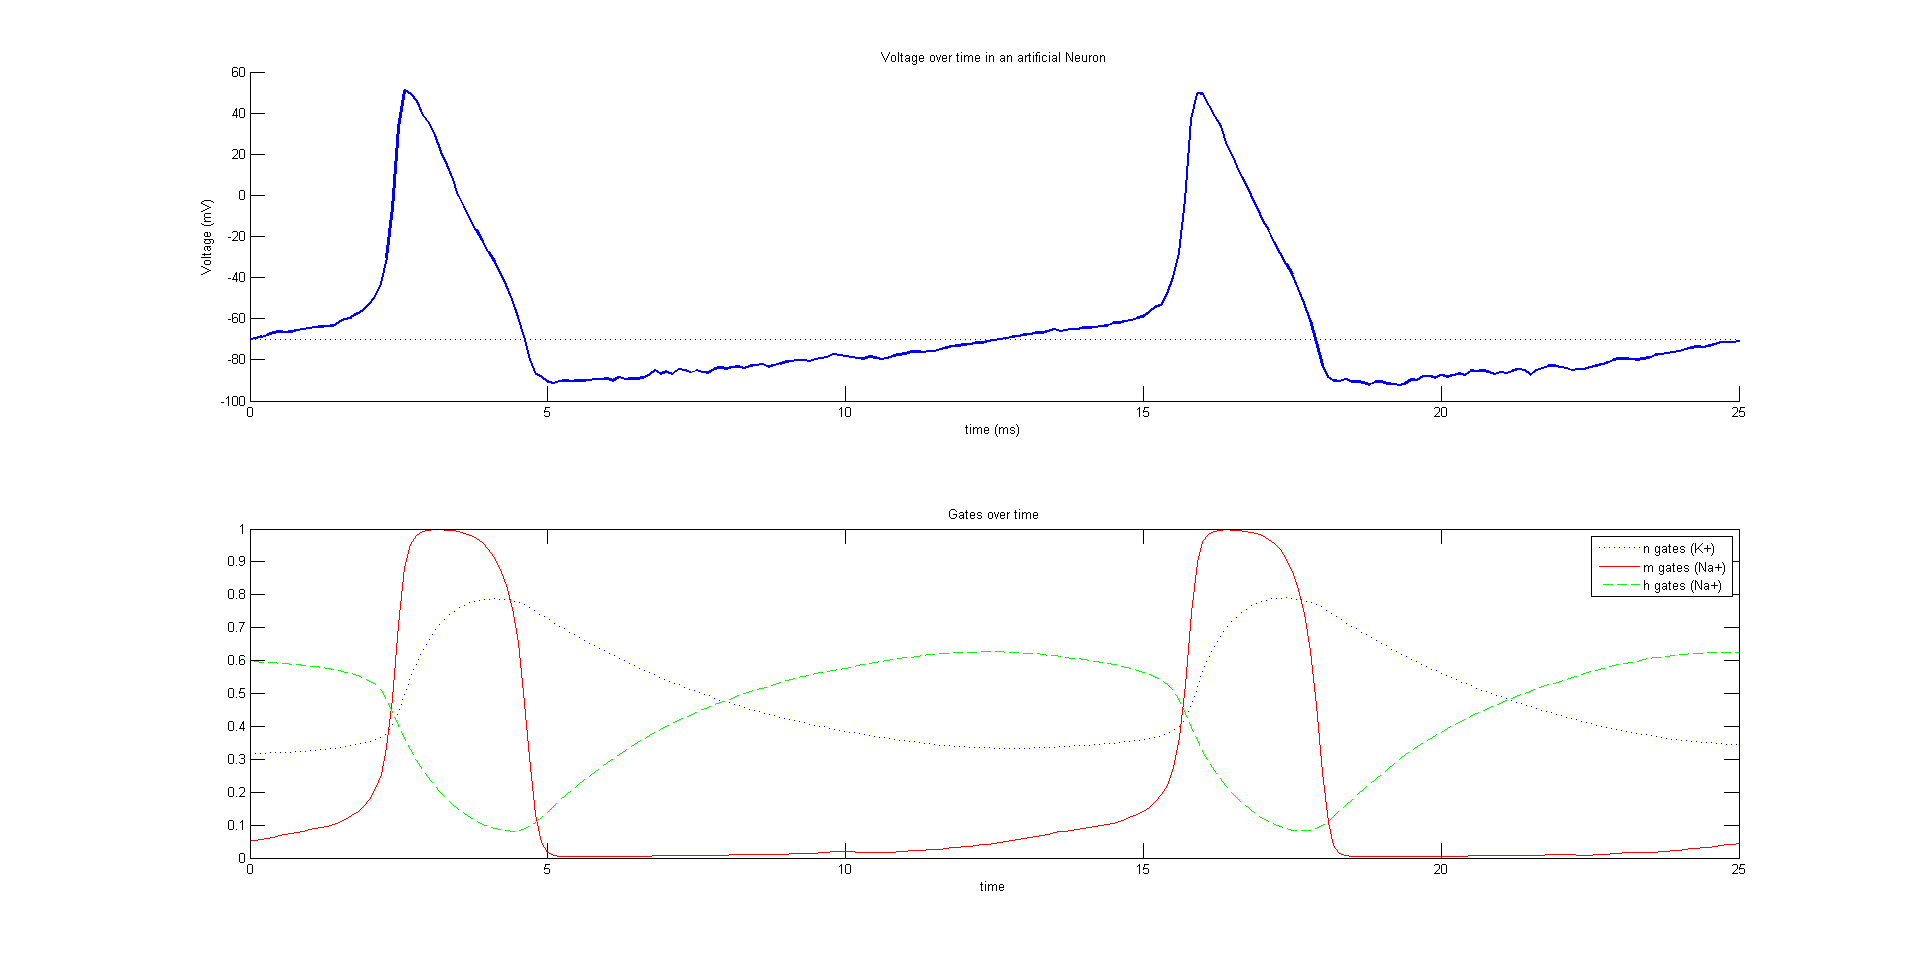 Voltage over time in an artificial Neuron
60
40
20
0
-20
-40
-60
-80
-100
Voltage (mV)
0 5 10 15 20 25
time (ms)
Gates over time
1
0.9
0.8
0.7
0.6
0.5
0.4
0.3
0.2
0.1
0
n gates (K+)
m gates (Na+)
h gates (Na+)
0 5 10 15 20 25
time